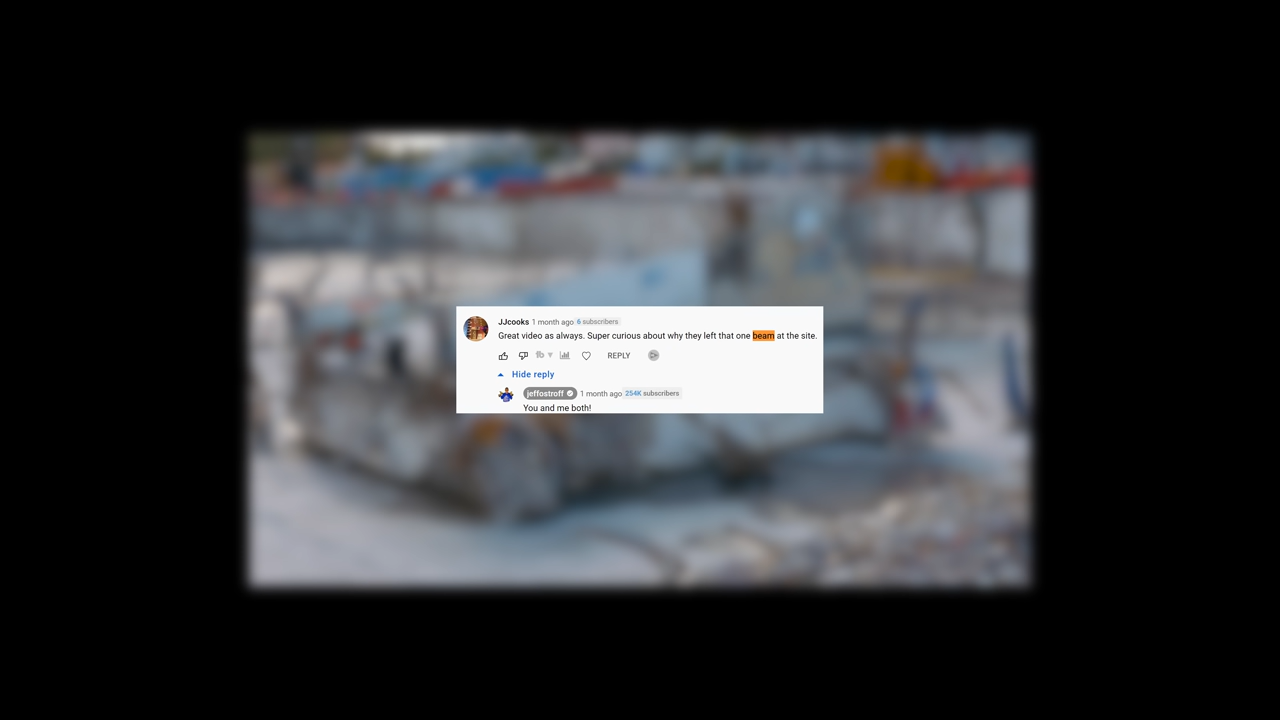 JJcooks 1 month ago 6 subscribers
Great video as always. Super curious about why they left that one beam at the site.
REPLY
Hide reply
jeffostroff 1 month ago 254K subscribers
You and me both!